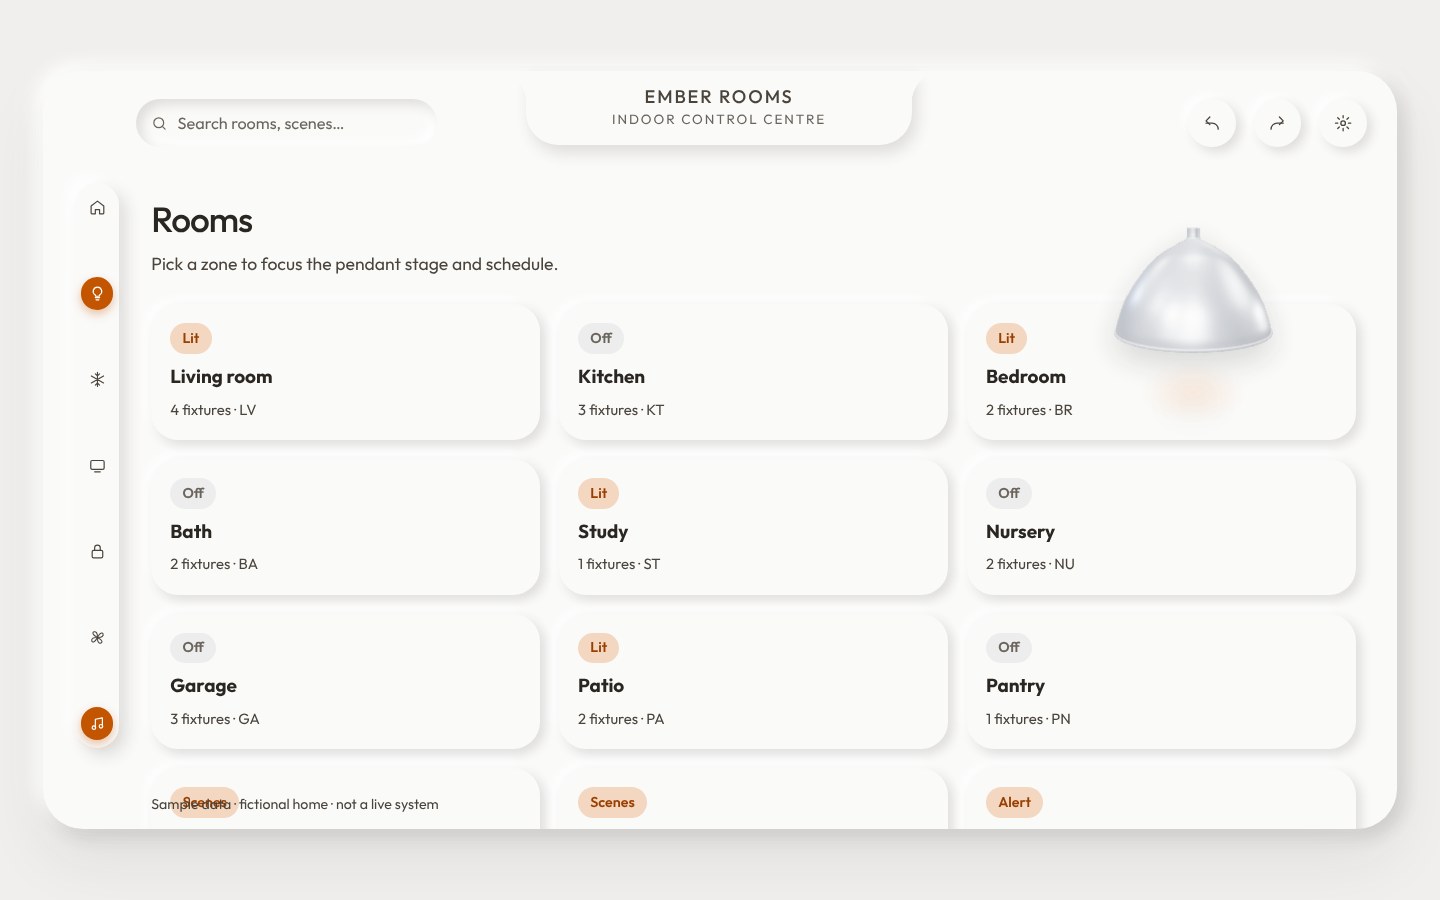 EMBER ROOMS
INDOOR CONTROL CENTRE
Search rooms, scenes…
Rooms
Pick a zone to focus the pendant stage and schedule.
Lit
Living room
4 fixtures · LV
Off
Kitchen
3 fixtures · KT
Lit
Bedroom
2 fixtures · BR
Off
Bath
2 fixtures · BA
Lit
Study
1 fixtures · ST
Off
Nursery
2 fixtures · NU
Off
Garage
3 fixtures · GA
Lit
Patio
2 fixtures · PA
Off
Pantry
1 fixtures · PN
Scenes
Scenes
Alert
Sample data · fictional home · not a live system